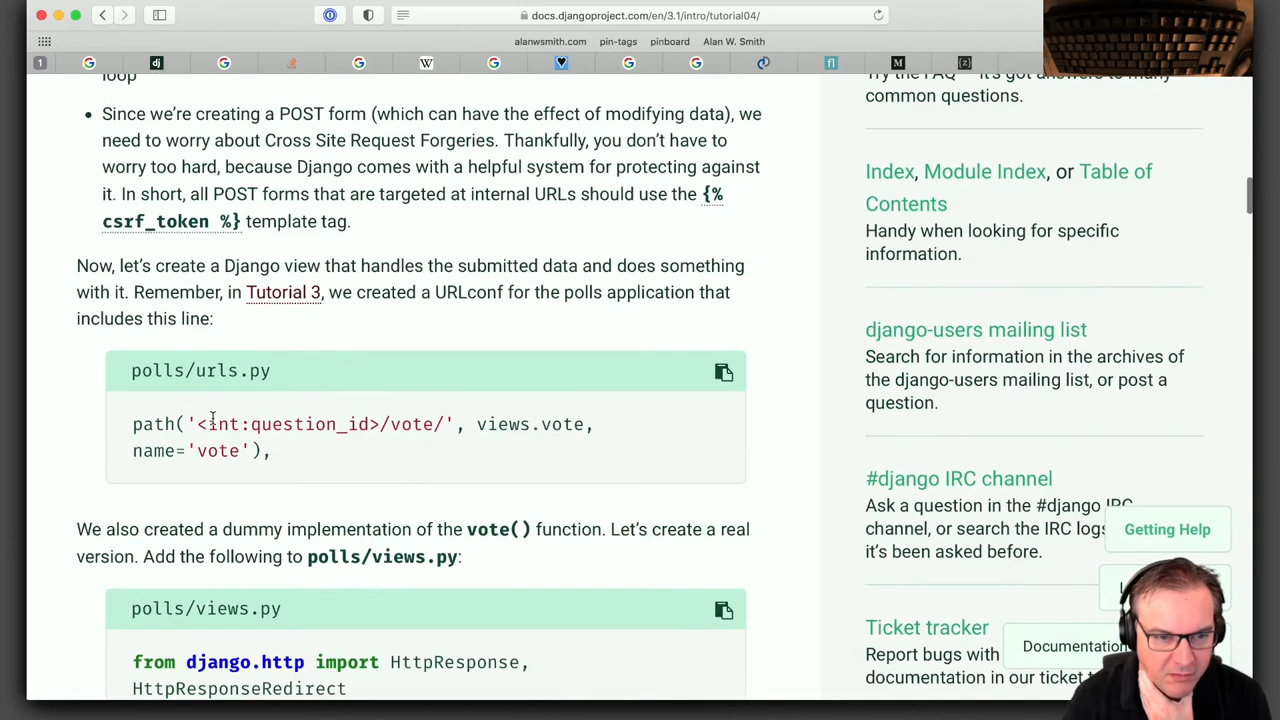 docs.djangoproject.com/en/3.1/intro/tutorial04/
alanwsmith.com
pin-tags
pinboard
Alan W. Smith
1
loop
Since we’re creating a POST form (which can have the effect of modifying data), we
need to worry about Cross Site Request Forgeries. Thankfully, you don’t have to
worry too hard, because Django comes with a helpful system for protecting against
it. In short, all POST forms that are targeted at internal URLs should use the {%
csrf_token %} template tag.
Now, let’s create a Django view that handles the submitted data and does something
with it. Remember, in Tutorial 3, we created a URLconf for the polls application that
includes this line:
polls/urls.py
path('<int:question_id>/vote/', views.vote,
name='vote'),
We also created a dummy implementation of the vote() function. Let’s create a real
version. Add the following to polls/views.py:
polls/views.py
from django.http import HttpResponse,
HttpResponseRedirect
Try the FAQ — it's got answers to many
common questions.
Index, Module Index, or Table of
Contents
Handy when looking for specific
information.
django-users mailing list
Search for information in the archives of
the django-users mailing list, or post a
question.
#django IRC channel
Ask a question in the #django IRC
channel, or search the IRC logs
it’s been asked before.
Getting Help
Ticket tracker
Report bugs with
documentation in our ticket
Documentation